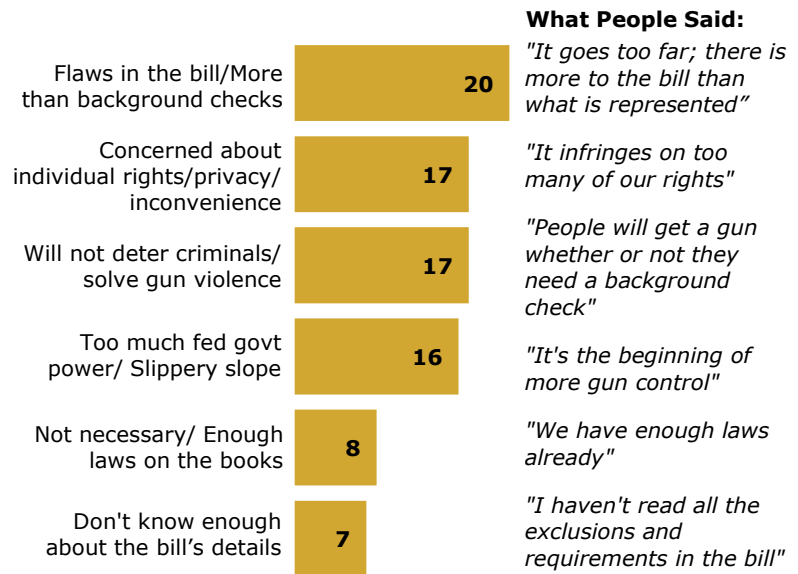 What People Said:
Flaws in the bill/More
than background checks
20
"It goes too far; there is
more to the bill than
what is represented”
Concerned about
individual rights/privacy/
inconvenience
17
"It infringes on too
many of our rights"
Will not deter criminals/
solve gun violence
17
"People will get a gun
whether or not they
need a background
check"
Too much fed govt
power/ Slippery slope
16
"It's the beginning of
more gun control"
Not necessary/ Enough
laws on the books
8
"We have enough laws
already"
Don't know enough
about the bill’s details
7
"I haven't read all the
exclusions and
requirements in the bill"